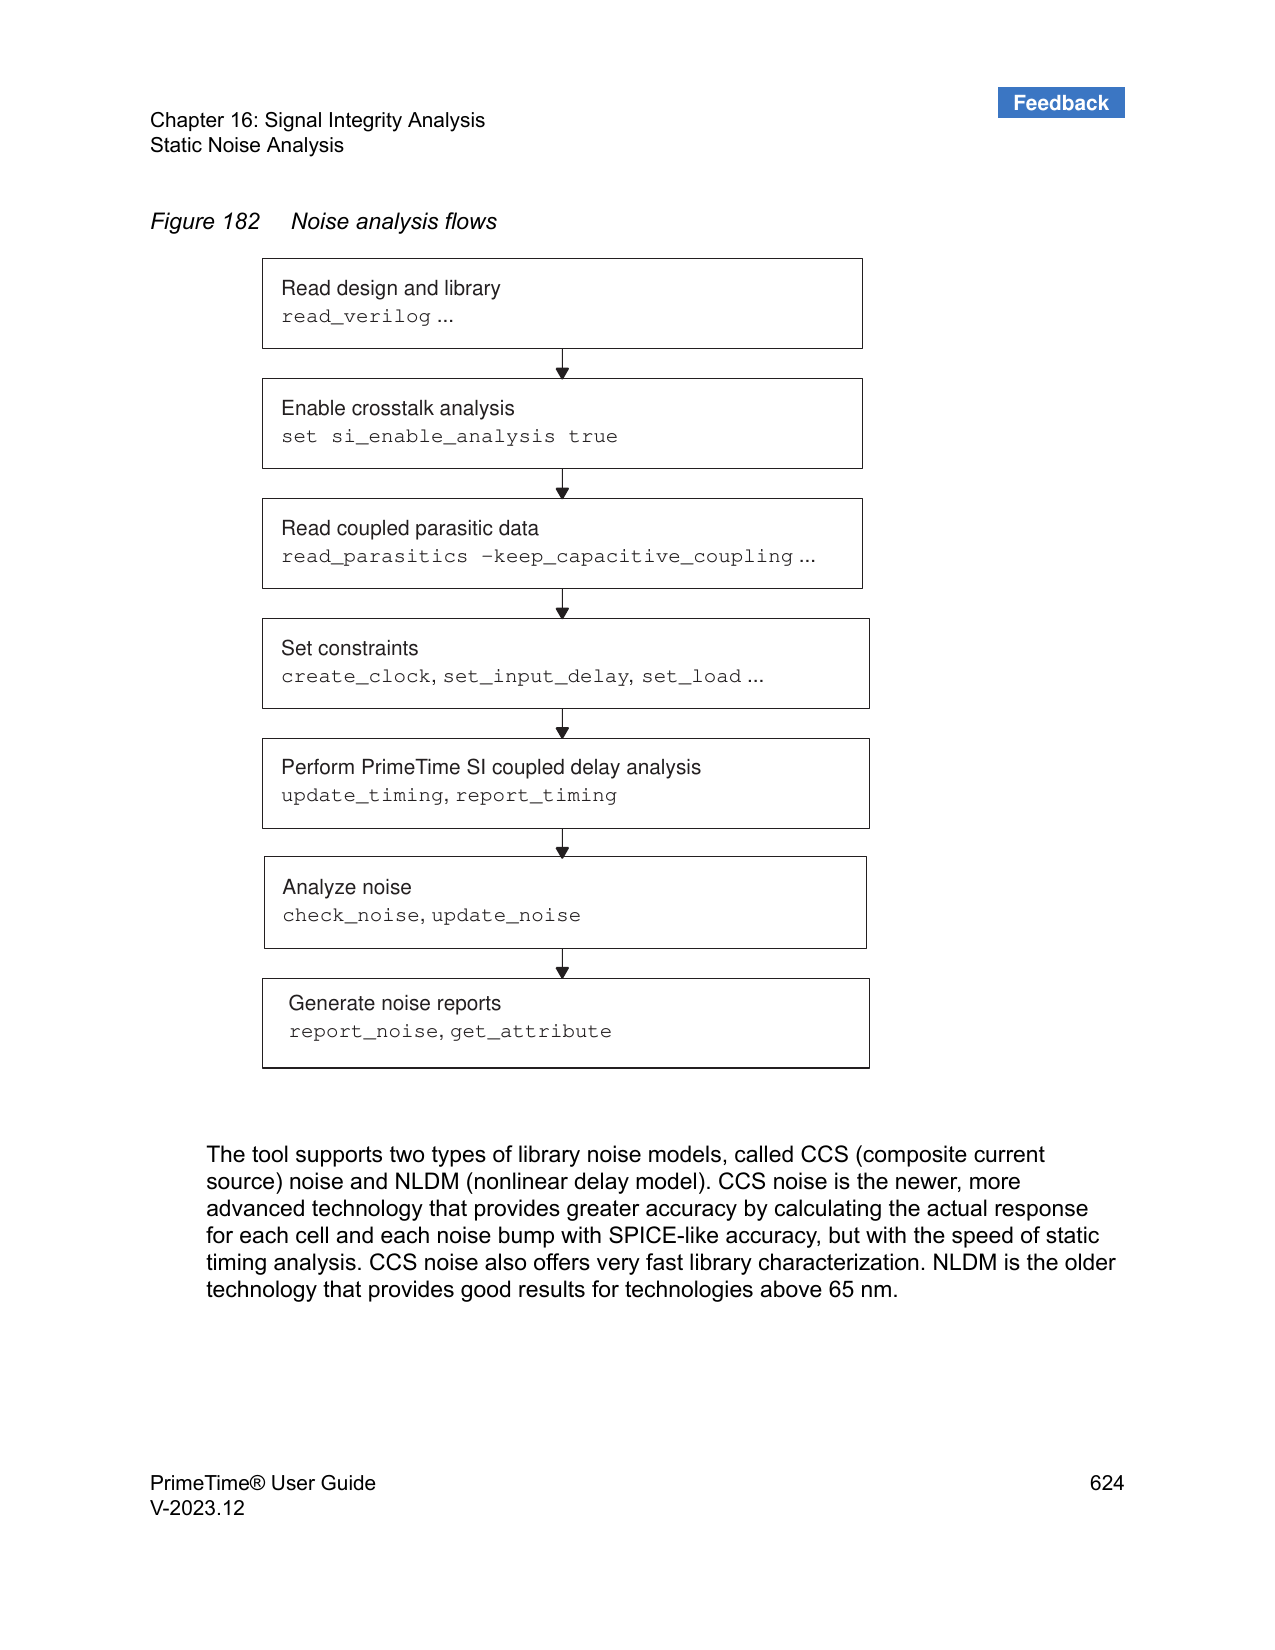 Feedback
Chapter 16: Signal Integrity Analysis
Static Noise Analysis
Figure 182 Noise analysis flows
Read design and library
read_verilog ...
Enable crosstalk analysis
set si_enable_analysis true
Read coupled parasitic data
read_parasitics -keep_capacitive_coupling ...
Set constraints
create_clock, set_input_delay, set_load ...
Perform PrimeTime SI coupled delay analysis
update_timing, report_timing
Analyze noise
check_noise, update_noise
Generate noise reports
report_noise, get_attribute
The tool supports two types of library noise models, called CCS (composite current
source) noise and NLDM (nonlinear delay model). CCS noise is the newer, more
advanced technology that provides greater accuracy by calculating the actual response
for each cell and each noise bump with SPICE-like accuracy, but with the speed of static
timing analysis. CCS noise also offers very fast library characterization. NLDM is the older
technology that provides good results for technologies above 65 nm.
PrimeTime® User Guide 624
V-2023.12